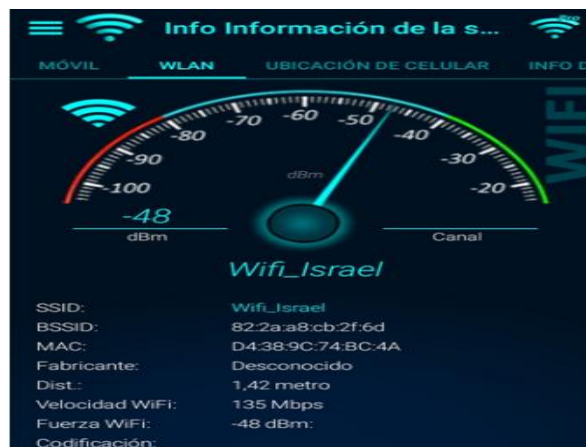 Info Información de la s...
Pro
MÓVIL WLAN UBICACIÓN DE CELULAR INFO D
WIFI
-100 -90 -80 -70 -60 -50 -40 -30 -20
dBm
-48
dBm
Canal
Wifi_Israel
SSID: Wifi_Israel
BSSID: 82:2a:a8:cb:2f:6d
MAC: D4:38:9C:74:BC:4A
Fabricante: Desconocido
Dist.: 1,42 metro
Velocidad WiFi: 135 Mbps
Fuerza WiFi: -48 dBm:
Codificación: